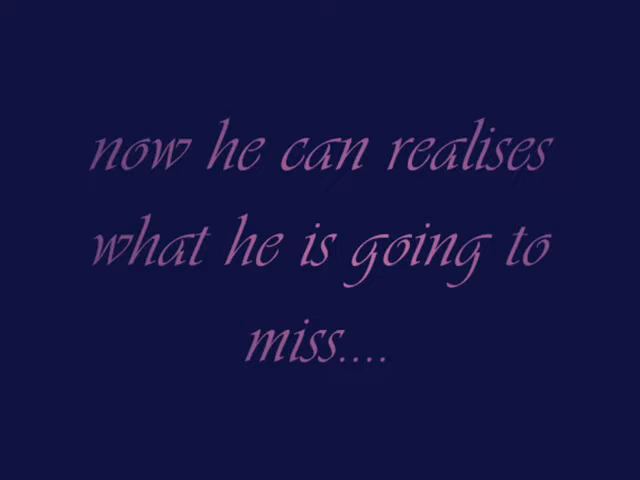 now he can realises
what he is going to
miss....